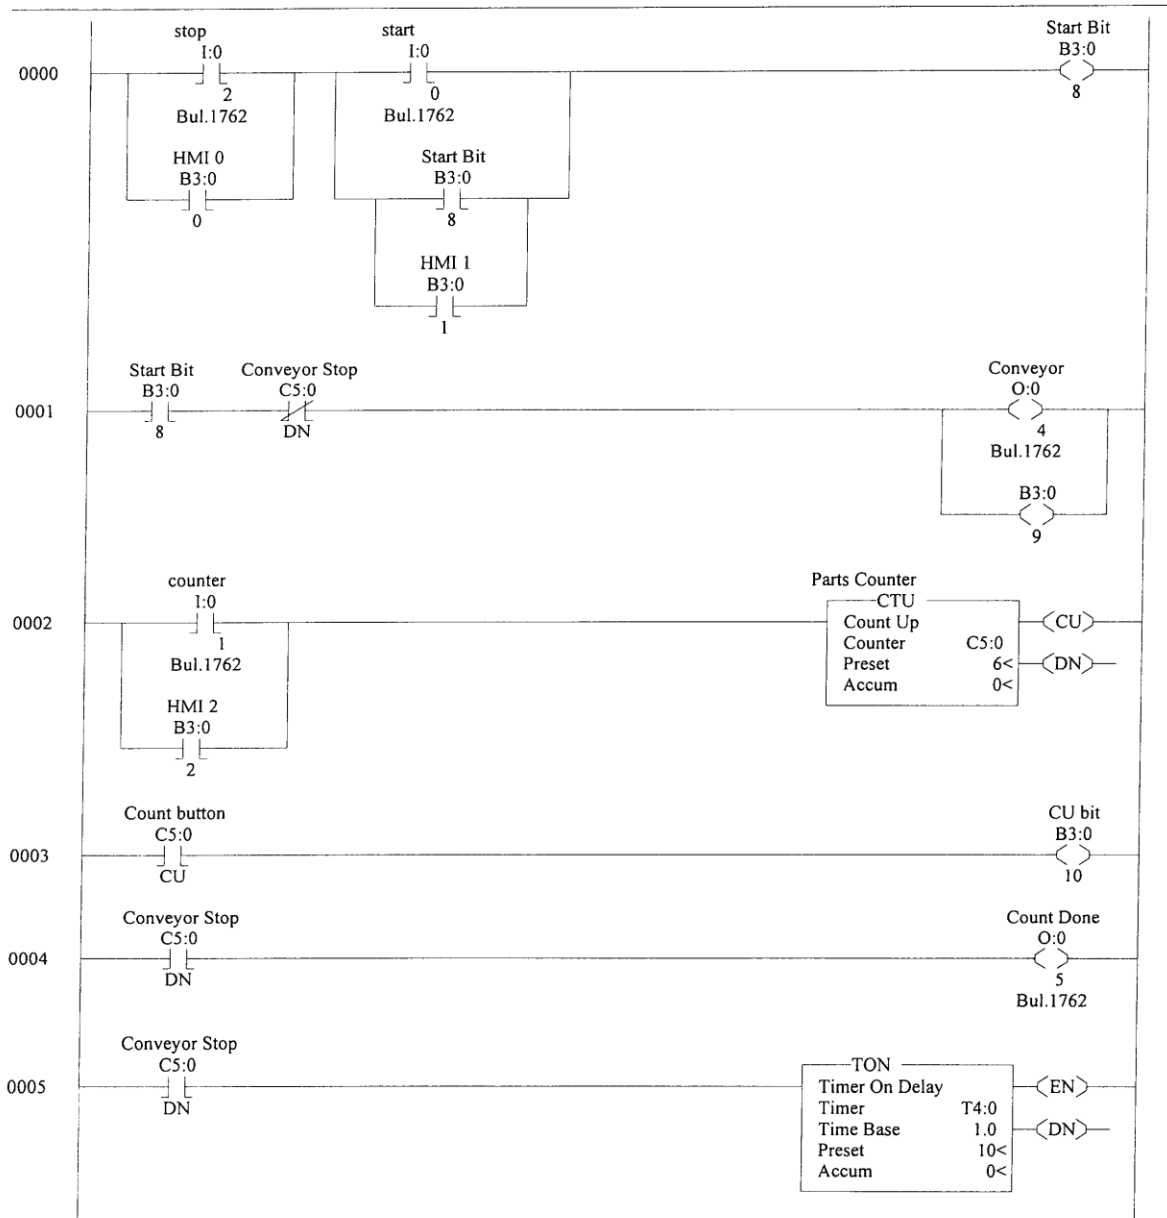 stop
start
Start Bit
I:0
I:0
B3:0
0000
2
0
8
Bul.1762
Bul.1762
HMI 0
Start Bit
B3:0
B3:0
0
8
HMI 1
B3:0
1
Start Bit
Conveyor Stop
Conveyor
B3:0
C5:0
O:0
0001
8
DN
4
Bul.1762
B3:0
9
counter
Parts Counter
I:0
CTU
0002
Count Up
CU
1
Counter C5:0
Bul.1762
Preset 6<
DN
Accum 0<
HMI 2
B3:0
2
Count button
CU bit
C5:0
B3:0
0003
CU
10
Conveyor Stop
Count Done
C5:0
O:0
0004
DN
5
Bul.1762
Conveyor Stop
C5:0
TON
0005
Timer On Delay
EN
DN
Timer T4:0
Time Base 1.0
DN
Preset 10<
Accum 0<